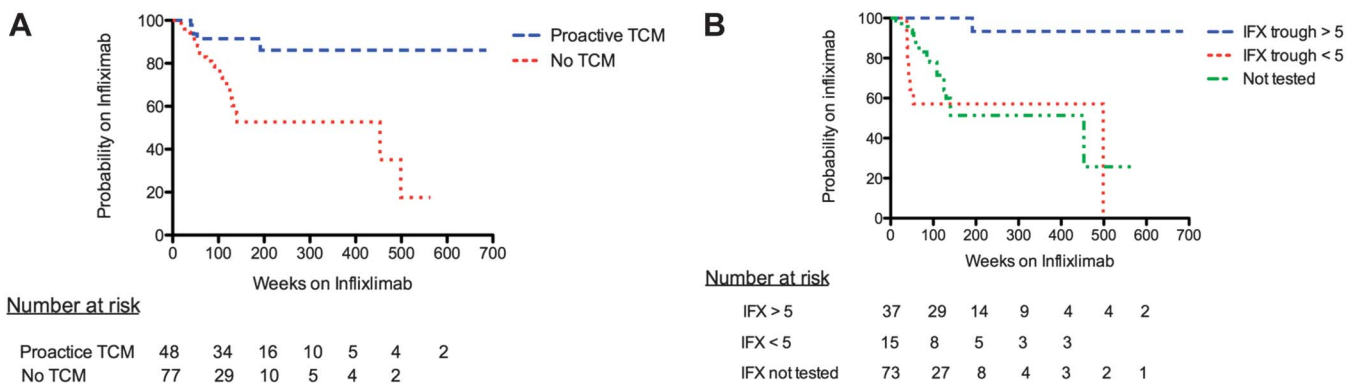 A
100
80
60
40
20
0
Probability on Infliximab
0 100 200 300 400 500 600 700
Weeks on Inflixlimab
Proactive TCM
No TCM
Number at risk
Proactice TCM 48 34 16 10 5 4 2
No TCM 77 29 10 5 4 2
B
100
80
60
40
20
0
Probability on infliximab
0 100 200 300 400 500 600 700
Weeks on Inflixlimab
IFX trough > 5
IFX trough < 5
Not tested
Number at risk
IFX > 5 37 29 14 9 4 4 2
IFX < 5 15 8 5 3 3
IFX not tested 73 27 8 4 3 2 1